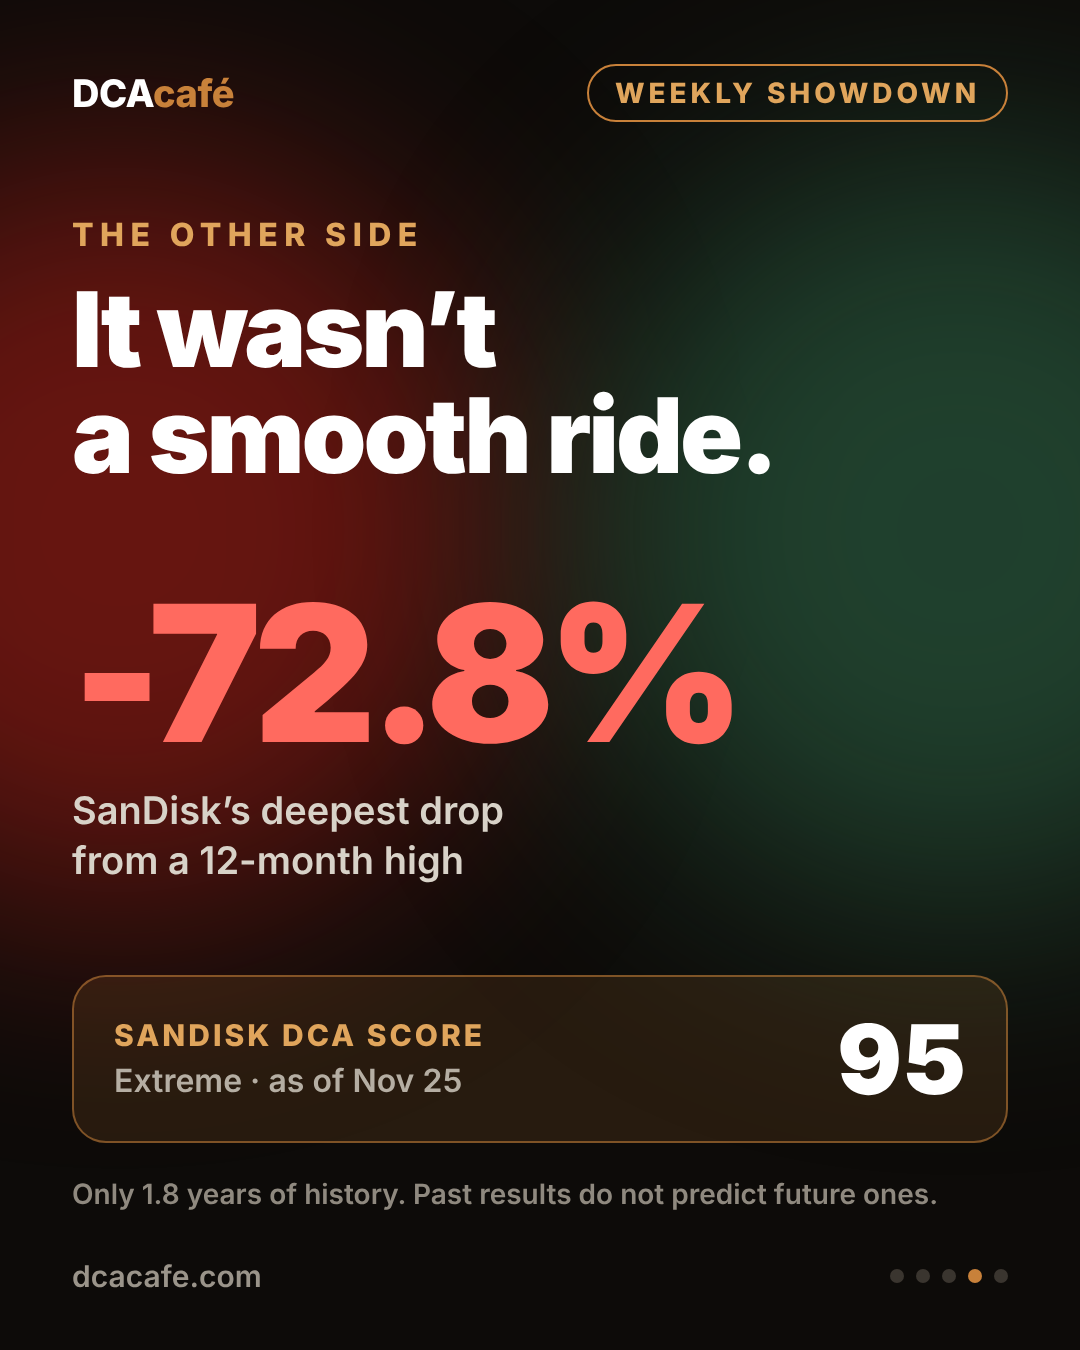 DCAcafé
WEEKLY SHOWDOWN
THE OTHER SIDE
It wasn’t
a smooth ride.
-72.8%
SanDisk’s deepest drop
from a 12-month high
SANDISK DCA SCORE
Extreme · as of Nov 25
95
Only 1.8 years of history. Past results do not predict future ones.
dcacafe.com